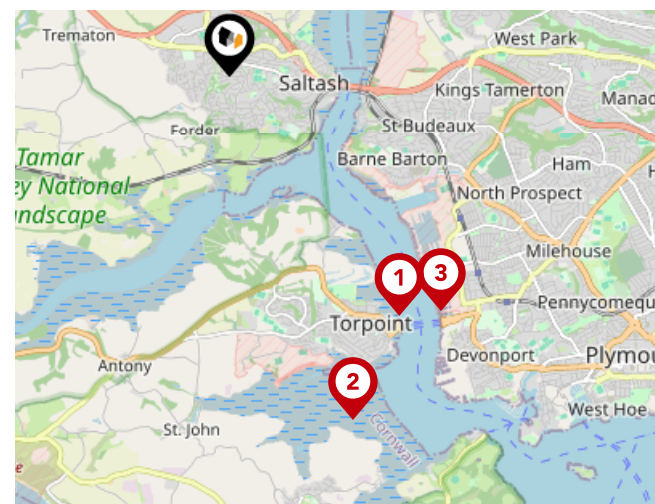 Trematon
West Park
Saltash
Kings Tamerton
Manad
St Budeaux
Forder
Tamar
ey National
andscape
Barne Barton
Ham
North Prospect
Milehouse
1
3
Pennycomequ
Torpoint
Devonport
Plymou
Antony
2
West Hoe
St. John
Cornwall
e